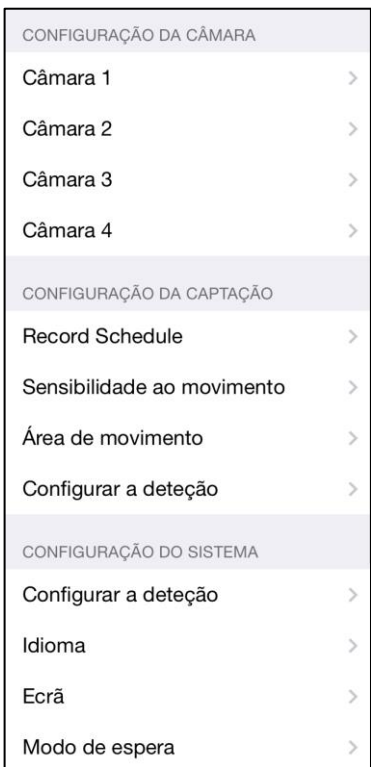 CONFIGURAÇÃO DA CÂMARA
Câmara 1
Câmara 2
Câmara 3
Câmara 4
CONFIGURAÇÃO DA CAPTAÇÃO
Record Schedule
Sensibilidade ao movimento
Área de movimento
Configurar a deteção
CONFIGURAÇÃO DO SISTEMA
Configurar a deteção
Idioma
Ecrã
Modo de espera